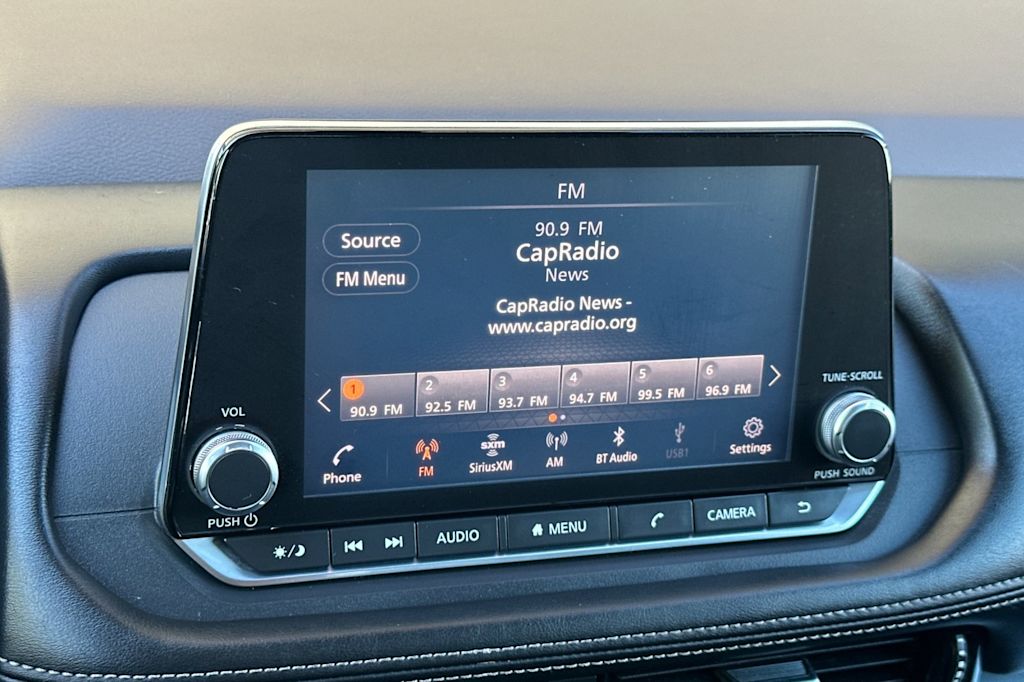 FM
90.9 FM
Source
CapRadio
FM Menu
News
CapRadio News -
www.capradio.org
1 2 3 4 5 6
90.9 FM 92.5 FM 93.7 FM 94.7 FM 99.5 FM 96.9 FM
Phone
FM
sxm
SiriusXM
AM
BT Audio
USB1
Settings
VOL
PUSH
TUNE·SCROLL
PUSH SOUND
AUDIO
MENU
CAMERA